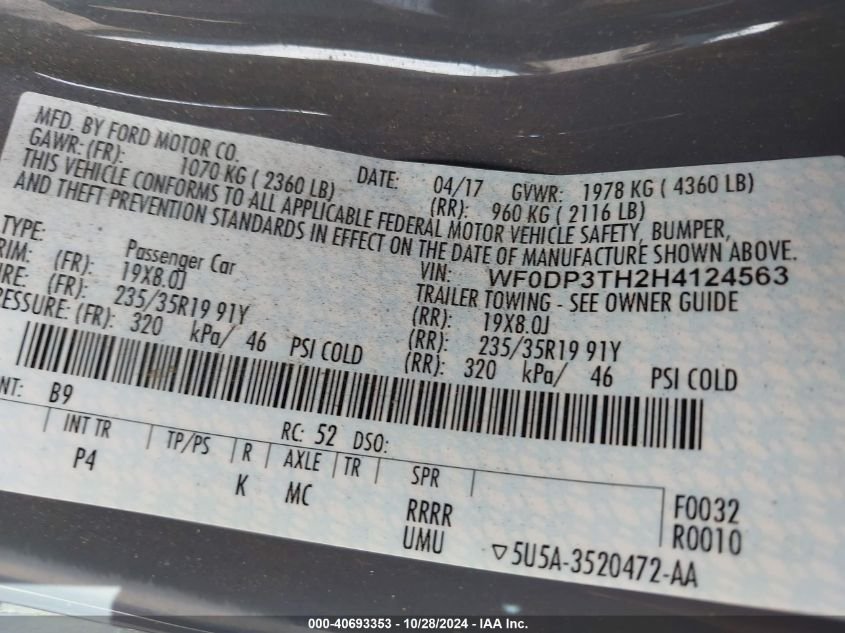 MFD. BY FORD MOTOR CO. DATE: 04/17 GVWR: 1978 KG ( 4360 LB)
GAWR: (FR): 1070 KG ( 2360 LB) (RR): 960 KG ( 2116 LB)
THIS VEHICLE CONFORMS TO ALL APPLICABLE FEDERAL MOTOR VEHICLE SAFETY, BUMPER,
AND THEFT PREVENTION STANDARDS IN EFFECT ON THE DATE OF MANUFACTURE SHOWN ABOVE.
VIN: WF0DP3TH2H4124563
TYPE: Passenger Car TRAILER TOWING - SEE OWNER GUIDE
RIM: (FR): 19X8.0J (RR): 19X8.0J
IRE: (FR): 235/35R19 91Y (RR): 235/35R19 91Y
PRESSURE: (FR): 320 kPa/ 46 PSI COLD (RR): 320 kPa/ 46 PSI COLD
NT: B9 RC: 52 DSO:
INT TR TP/PS R AXLE TR SPR
P4 K MC RRRR F0032
UMU R0010
▽5U5A-3520472-AA
000-40693353 - 10/28/2024 - IAA Inc.